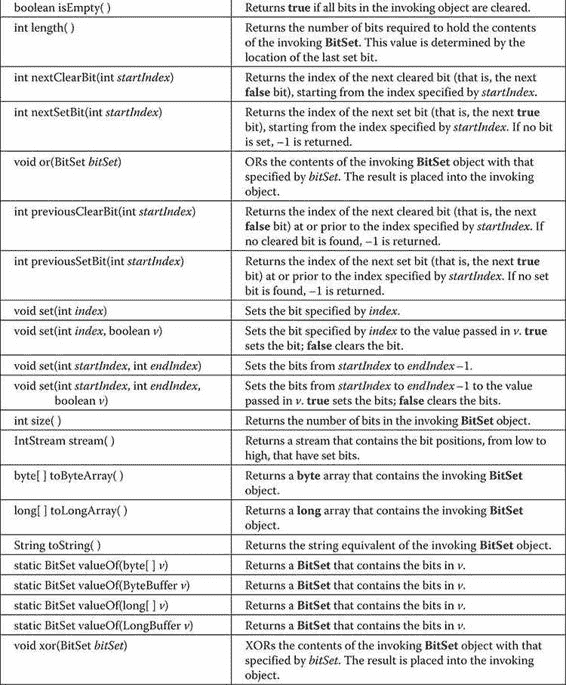 boolean isEmpty( )
Returns true if all bits in the invoking object are cleared.
int length( )
Returns the number of bits required to hold the contents
of the invoking BitSet. This value is determined by the
location of the last set bit.
int nextClearBit(int startIndex)
Returns the index of the next cleared bit (that is, the next
false bit), starting from the index specified by startIndex.
int nextSetBit(int startIndex)
Returns the index of the next set bit (that is, the next true
bit), starting from the index specified by startIndex. If no bit
is set, –1 is returned.
void or(BitSet bitSet)
ORs the contents of the invoking BitSet object with that
specified by bitSet. The result is placed into the invoking
object.
int previousClearBit(int startIndex)
Returns the index of the next cleared bit (that is, the next
false bit) at or prior to the index specified by startIndex. If
no cleared bit is found, –1 is returned.
int previousSetBit(int startIndex)
Returns the index of the next set bit (that is, the next true
bit) at or prior to the index specified by startIndex. If no set
bit is found, –1 is returned.
void set(int index)
Sets the bit specified by index.
void set(int index, boolean v)
Sets the bit specified by index to the value passed in v. true
sets the bit; false clears the bit.
void set(int startIndex, int endIndex)
Sets the bits from startIndex to endIndex–1.
void set(int startIndex, int endIndex,
boolean v)
Sets the bits from startIndex to endIndex–1 to the value
passed in v. true sets the bits; false clears the bits.
int size( )
Returns the number of bits in the invoking BitSet object.
IntStream stream( )
Returns a stream that contains the bit positions, from low to
high, that have set bits.
byte[ ] toByteArray( )
Returns a byte array that contains the invoking BitSet
object.
long[ ] toLongArray( )
Returns a long array that contains the invoking BitSet
object.
String toString( )
Returns the string equivalent of the invoking BitSet object.
static BitSet valueOf(byte[ ] v)
Returns a BitSet that contains the bits in v.
static BitSet valueOf(ByteBuffer v)
Returns a BitSet that contains the bits in v.
static BitSet valueOf(long[ ] v)
Returns a BitSet that contains the bits in v.
static BitSet valueOf(LongBuffer v)
Returns a BitSet that contains the bits in v.
void xor(BitSet bitSet)
XORs the contents of the invoking BitSet object with that
specified by bitSet. The result is placed into the invoking
object.